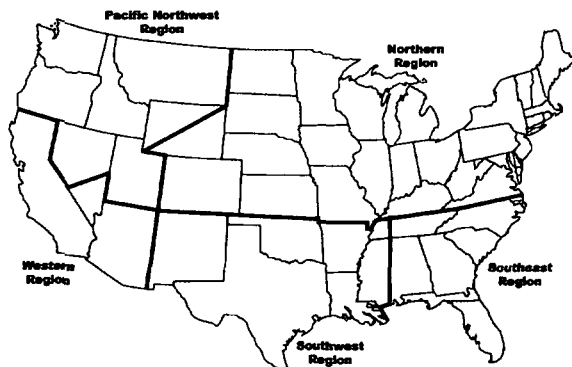 Pacific Northwest
Region
Northern
Region
Western
Region
Southeast
Region
Southwest
Region